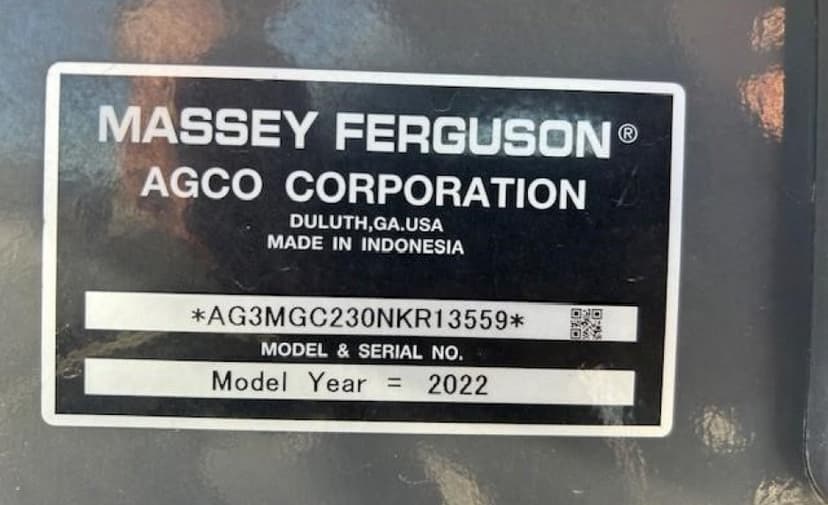 MASSEY FERGUSON®
AGCO CORPORATION
DULUTH,GA.USA
MADE IN INDONESIA
*AG3MGC230NKR13559*
MODEL & SERIAL NO.
Model Year = 2022